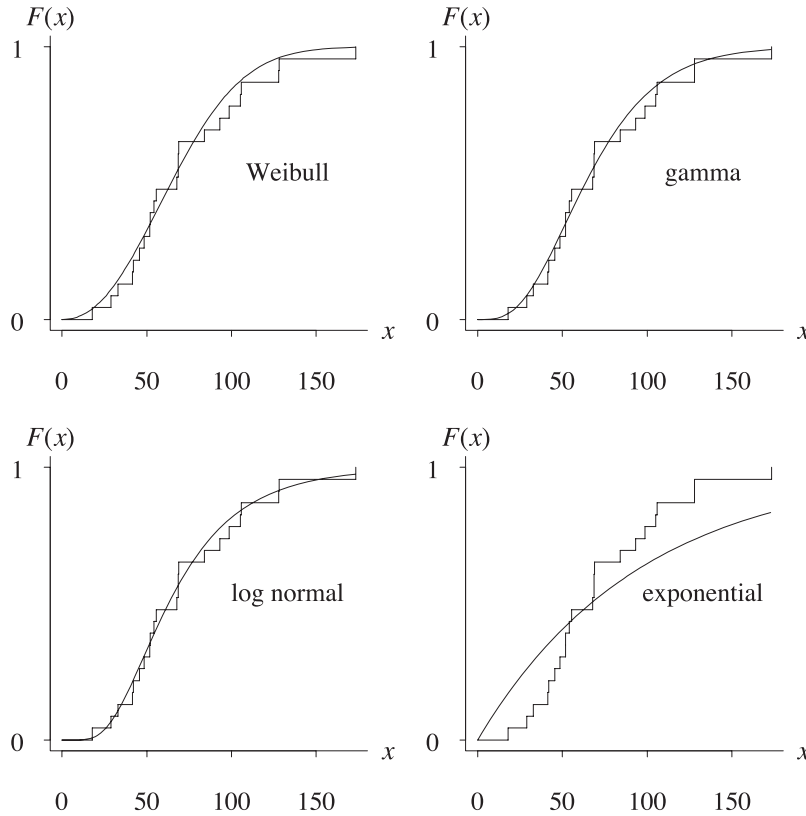 F(x)
1
Weibull
0
x
0 50 100 150
F(x)
1
gamma
0
x
0 50 100 150
F(x)
1
log normal
0
x
0 50 100 150
F(x)
1
exponential
0
x
0 50 100 150